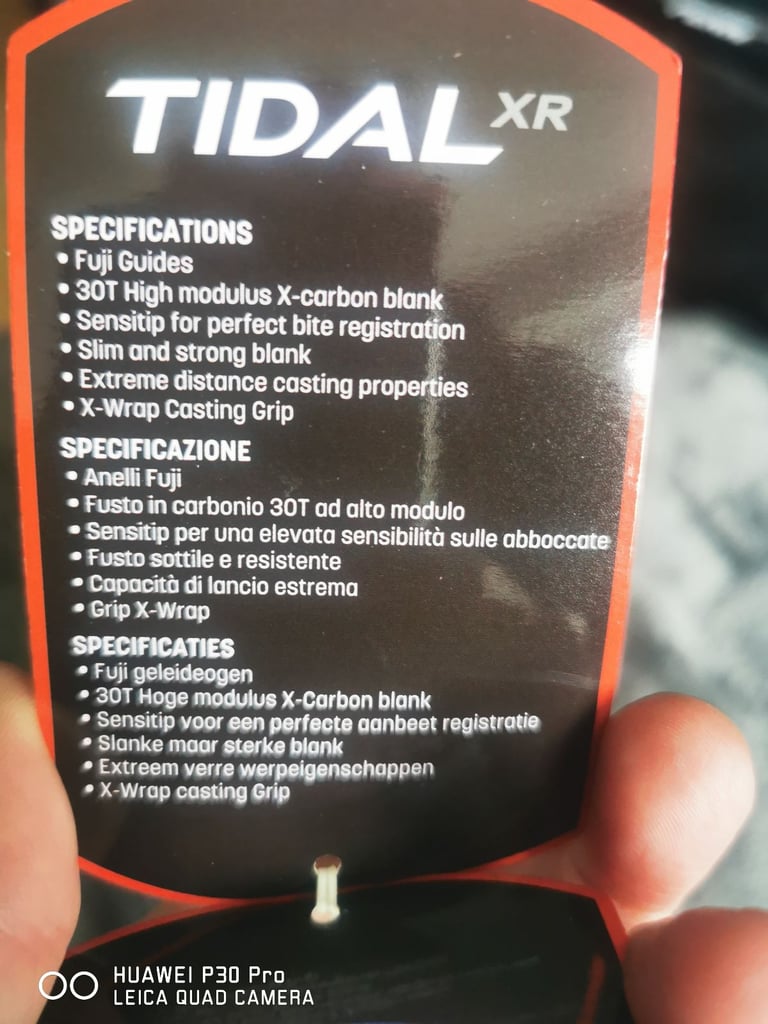 TIDAL XR
SPECIFICATIONS
• Fuji Guides
• 30T High modulus X-carbon blank
• Sensitip for perfect bite registration
• Slim and strong blank
• Extreme distance casting properties
• X-Wrap Casting Grip
SPECIFICAZIONE
• Anelli Fuji
• Fusto in carbonio 30T ad alto modulo
• Sensitip per una elevata sensibilità sulle abboccate
• Fusto sottile e resistente
• Capacità di lancio estrema
• Grip X-Wrap
SPECIFICATIES
• Fuji geleideogen
• 30T Hoge modulus X-Carbon blank
• Sensitip voor een perfecte aanbeet registratie
• Slanke maar sterke blank
• Extreem verre werpeigenschappen
• X-Wrap casting Grip
HUAWEI P30 Pro
LEICA QUAD CAMERA